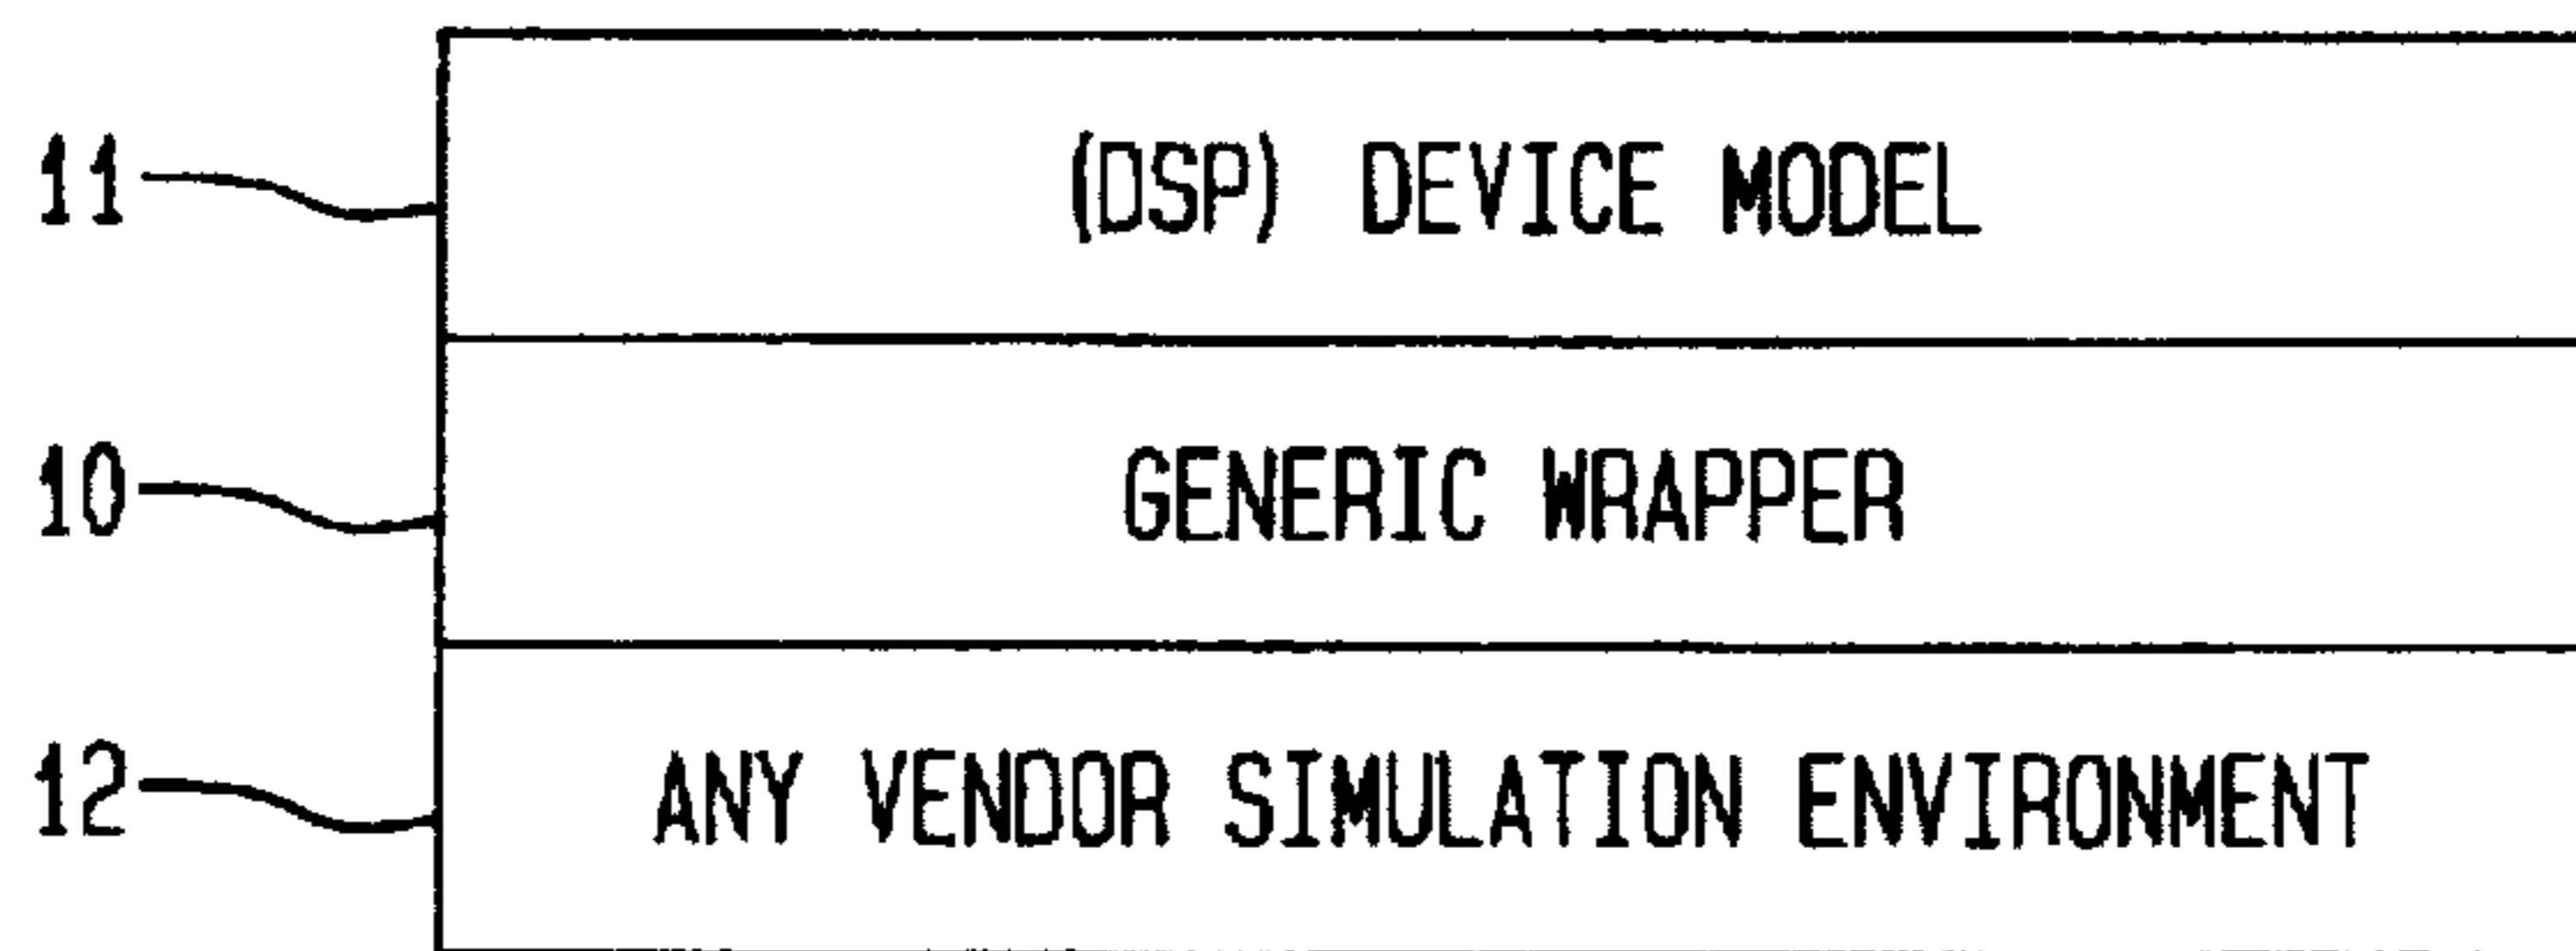 11 (DSP) DEVICE MODEL
10 GENERIC WRAPPER
12 ANY VENDOR SIMULATION ENVIRONMENT